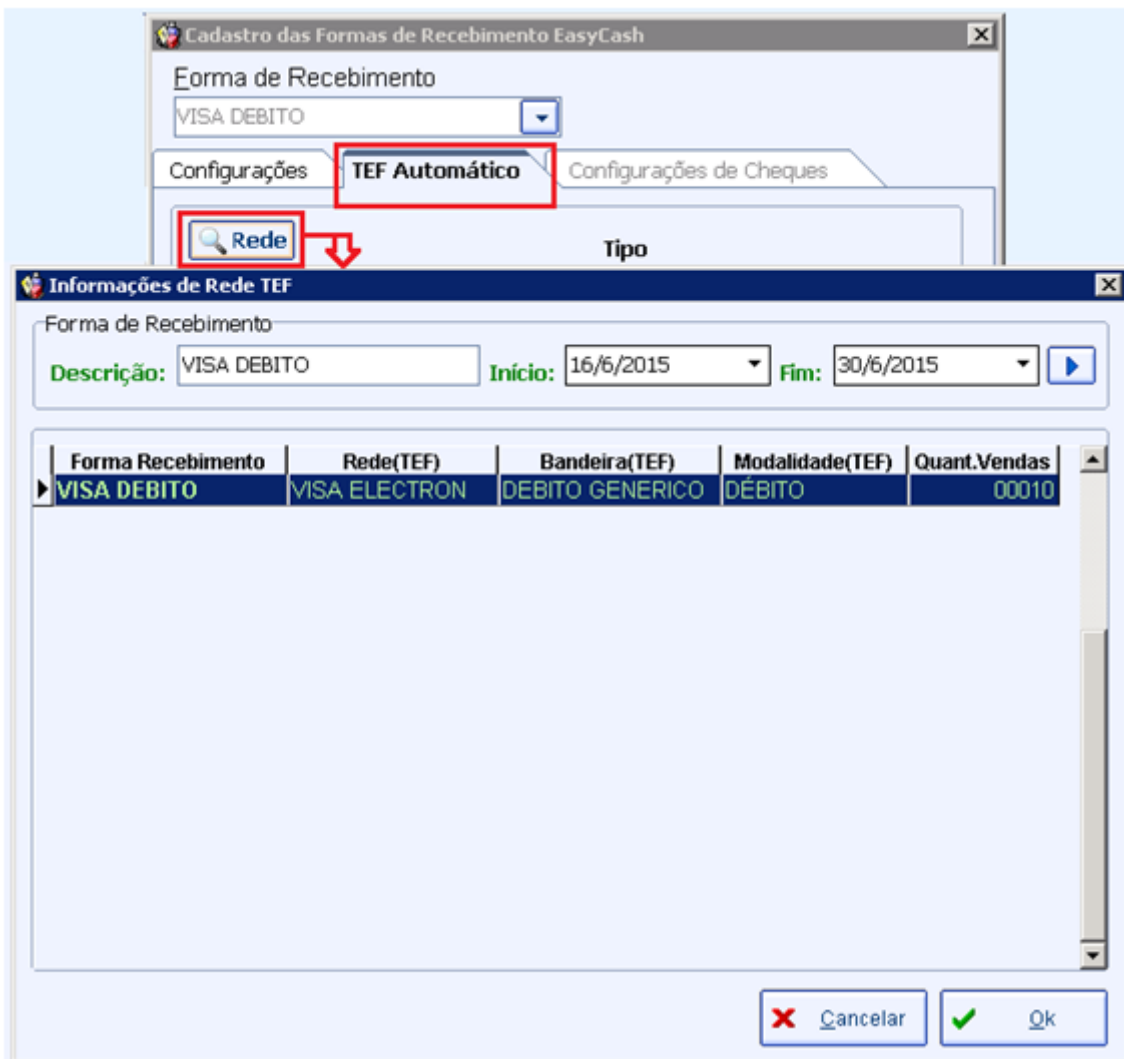 Cadastro das Formas de Recebimento EasyCash
Forma de Recebimento
VISA DEBITO
Configurações TEF Automático Configurações de Cheques
Rede Tipo
Informações de Rede TEF
Forma de Recebimento
Descrição: VISA DEBITO Início: 16/6/2015 Fim: 30/6/2015
Forma Recebimento Rede(TEF) Bandeira(TEF) Modalidade(TEF) Quant.Vendas
VISA DEBITO VISA ELECTRON DEBITO GENERICO DÉBITO 00010
Cancelar Ok